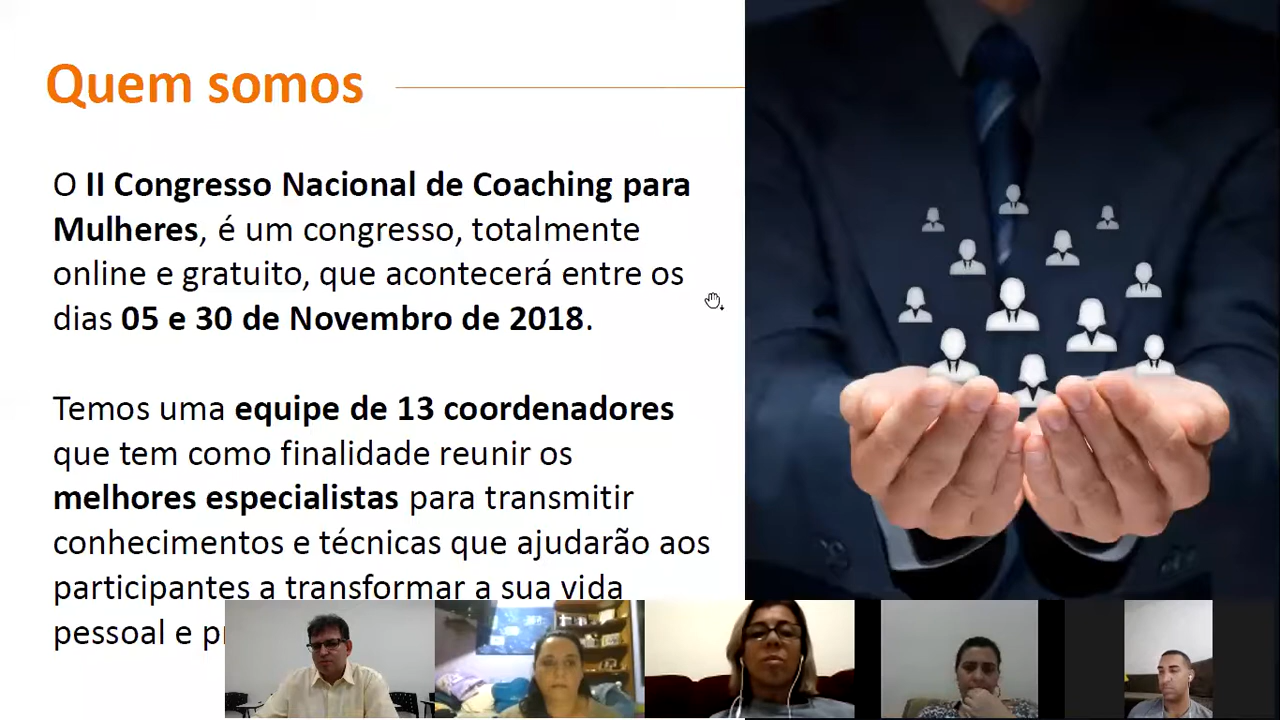 Quem somos
O II Congresso Nacional de Coaching para
Mulheres, é um congresso, totalmente
online e gratuito, que acontecerá entre os
dias 05 e 30 de Novembro de 2018.
Temos uma equipe de 13 coordenadores
que tem como finalidade reunir os
melhores especialistas para transmitir
conhecimentos e técnicas que ajudarão aos
participantes a transformar a sua vida
pessoal e